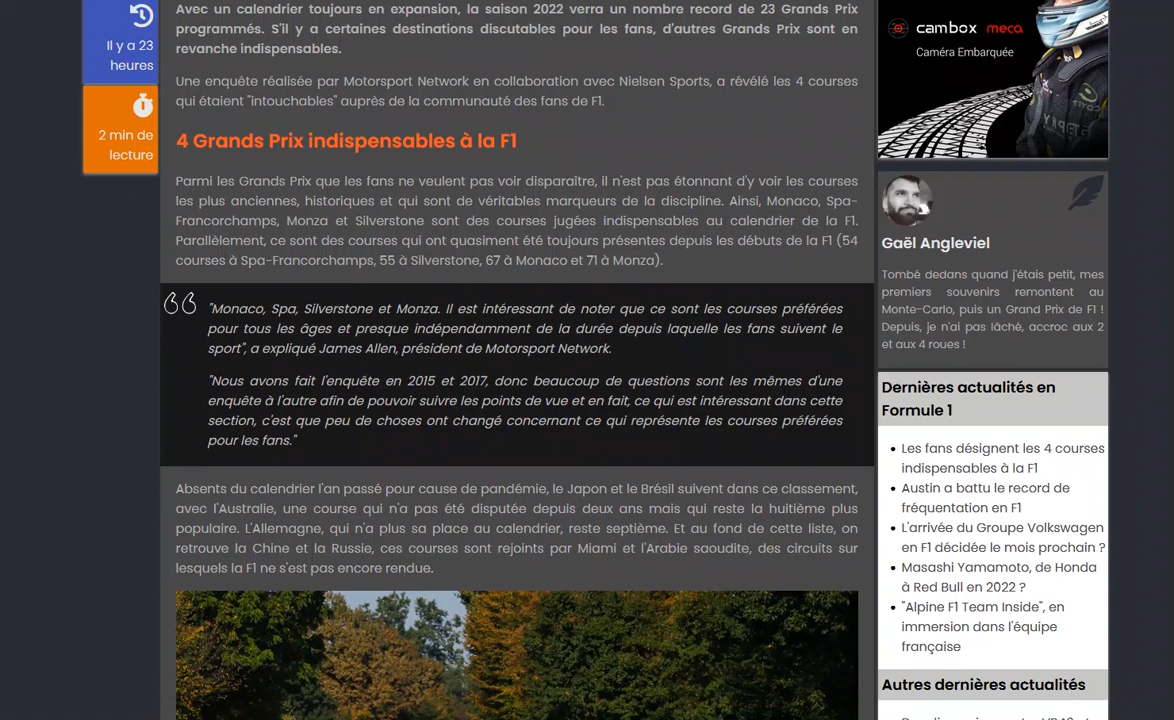 Il y a 23
heures
2 min de
lecture
Avec un calendrier toujours en expansion, la saison 2022 verra un nombre record de 23 Grands Prix
programmés. S'il y a certaines destinations discutables pour les fans, d'autres Grands Prix sont en
revanche indispensables.
Une enquête réalisée par Motorsport Network en collaboration avec Nielsen Sports, a révélé les 4 courses
qui étaient "intouchables" auprès de la communauté des fans de F1.
4 Grands Prix indispensables à la F1
Parmi les Grands Prix que les fans ne veulent pas voir disparaître, il n'est pas étonnant d'y voir les courses
les plus anciennes, historiques et qui sont de véritables marqueurs de la discipline. Ainsi, Monaco, Spa-
Francorchamps, Monza et Silverstone sont des courses jugées indispensables au calendrier de la F1.
Parallèlement, ce sont des courses qui ont quasiment été toujours présentes depuis les débuts de la F1 (54
courses à Spa-Francorchamps, 55 à Silverstone, 67 à Monaco et 71 à Monza).
"Monaco, Spa, Silverstone et Monza. Il est intéressant de noter que ce sont les courses préférées
pour tous les âges et presque indépendamment de la durée depuis laquelle les fans suivent le
sport", a expliqué James Allen, président de Motorsport Network.
"Nous avons fait l'enquête en 2015 et 2017, donc beaucoup de questions sont les mêmes d'une
enquête à l'autre afin de pouvoir suivre les points de vue et en fait, ce qui est intéressant dans cette
section, c'est que peu de choses ont changé concernant ce qui représente les courses préférées
pour les fans."
Absents du calendrier l'an passé pour cause de pandémie, le Japon et le Brésil suivent dans ce classement,
avec l'Australie, une course qui n'a pas été disputée depuis deux ans mais qui reste la huitième plus
populaire. L'Allemagne, qui n'a plus sa place au calendrier, reste septième. Et au fond de cette liste, on
retrouve la Chine et la Russie, ces courses sont rejoints par Miami et l'Arabie saoudite, des circuits sur
lesquels la F1 ne s'est pas encore rendue.
cambox meca
Caméra Embarquée
Gaël Angleviel
Tombé dedans quand j'étais petit, mes
premiers souvenirs remontent au
Monte-Carlo, puis un Grand Prix de F1 !
Depuis, je n'ai pas lâché, accroc aux 2
et aux 4 roues !
Dernières actualités en
Formule 1
Les fans désignent les 4 courses
indispensables à la F1
Austin a battu le record de
fréquentation en F1
L'arrivée du Groupe Volkswagen
en F1 décidée le mois prochain ?
Masashi Yamamoto, de Honda
à Red Bull en 2022 ?
"Alpine F1 Team Inside", en
immersion dans l'équipe
française
Autres dernières actualités